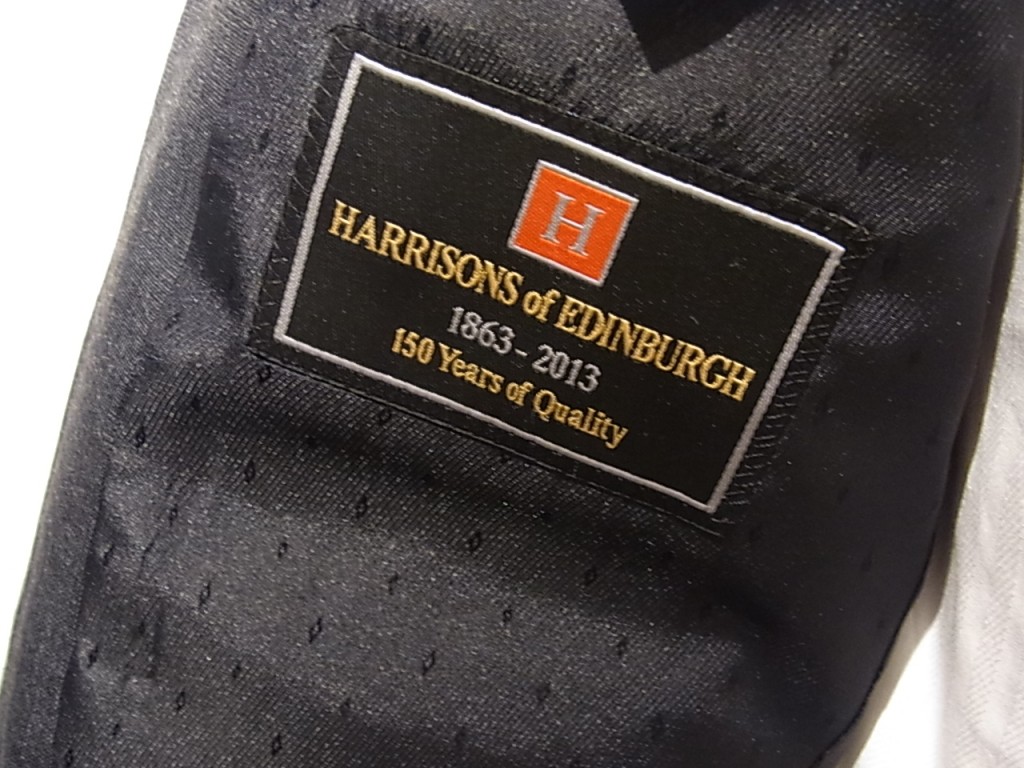 H
HARRISONS of EDINBURGH
1863 - 2013
150 Years of Quality